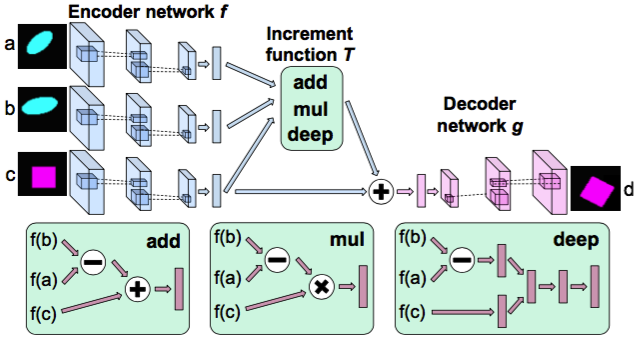 Encoder network f
a
b
c
Increment
function T
add
mul
deep
Decoder
network g
d
add
f(b)
f(a)
f(c)
mul
f(b)
f(a)
f(c)
deep
f(b)
f(a)
f(c)